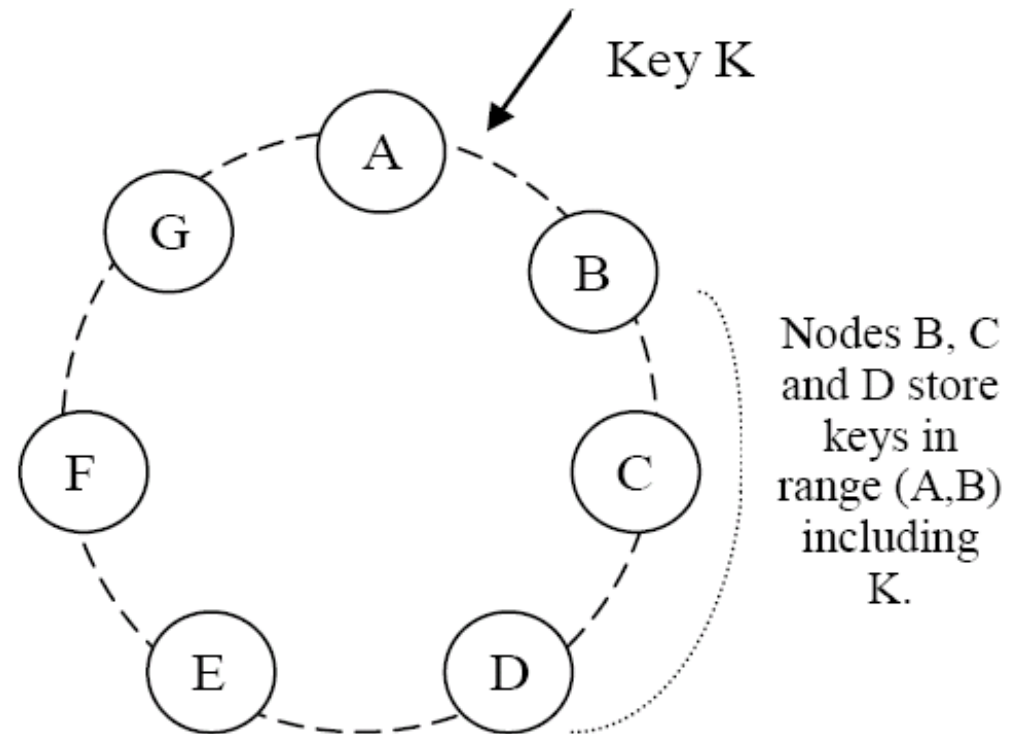 Key K
A
G
B
Nodes B, C
and D store
keys in
range (A,B)
including
K.
F
C
E
D